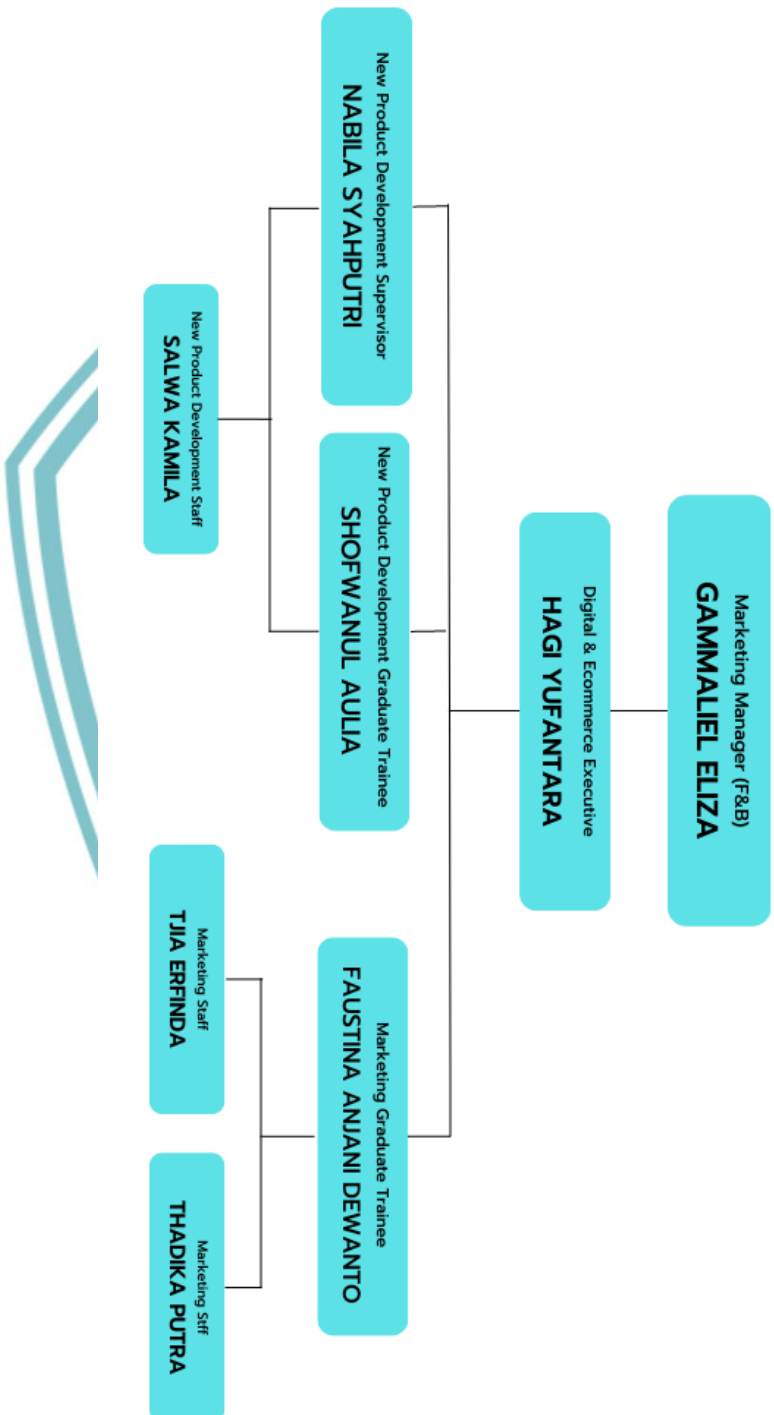 Marketing Manager (F&B)
GAMMALIEL ELIZA
Digital & Ecommerce Executive
HAGI YUFANTARA
New Product Development Supervisor
NABILA SYAHPUTRI
New Product Development Graduate Trainee
SHOFWANUL AULIA
Marketing Graduate Trainee
FAUSTINA ANJANI DEWANTO
New Product Development Staff
SALWA KAMILA
Marketing Staff
TJIA ERFINDA
Marketing Stff
THADIKA PUTRA